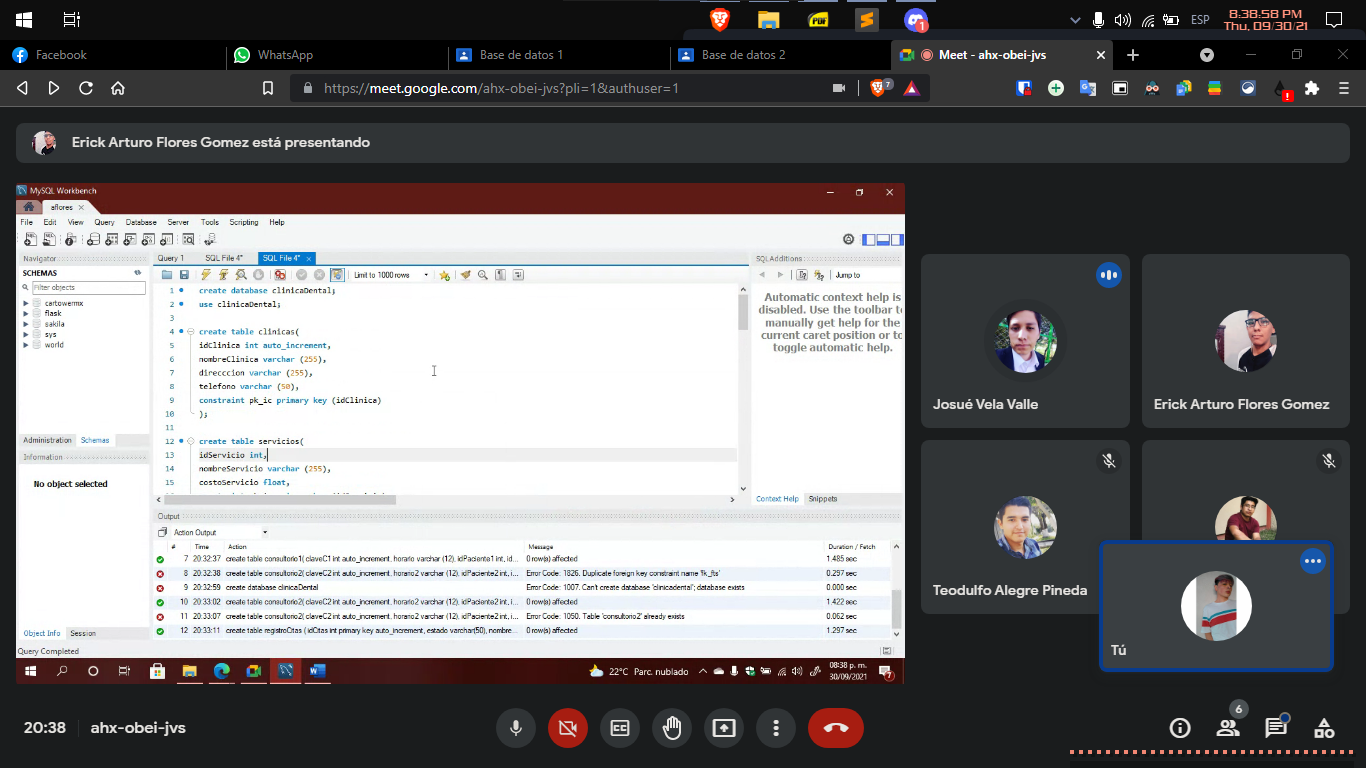 ESP
8:38:58 PM
Thu, 09/30/21
1
Facebook
WhatsApp
Base de datos 1
Base de datos 2
Meet - ahx-obei-jvs
https://meet.google.com/ahx-obei-jvs?pli=1&authuser=1
7
Erick Arturo Flores Gomez está presentando
MySQL Workbench
aflores
File Edit View Query Database Server Tools Scripting Help
Navigator
SCHEMAS
Filter objects
cartowermx
flask
sakila
sys
world
Administration Schemas
Information
No object selected
Object Info Session
Query 1 SQL File 4* SQL File 4*
Limit to 1000 rows
1 create database clinicaDental;
2 use clinicaDental;
3
4 create table clinicas(
5 idClinica int auto_increment,
6 nombreClinica varchar (255),
7 direcccion varchar (255),
8 telefono varchar (50),
9 constraint pk_ic primary key (idClinica)
10 );
11
12 create table servicios(
13 idServicio int,
14 nombreServicio varchar (255),
15 costoServicio float,
SQLAdditions
Jump to
Automatic context help is
disabled. Use the toolbar to
manually get help for the
current caret position or to
toggle automatic help.
Context Help Snippets
Output
Action Output
# Time Action Message Duration / Fetch
7 20:32:37 create table consultorio1( claveC1 int auto_increment, horario varchar (12), idPaciente1 int, id... 0 row(s) affected 1.485 sec
8 20:32:38 create table consultorio2( claveC2 int auto_increment, horario2 varchar (12), idPaciente2 int, i... Error Code: 1826. Duplicate foreign key constraint name 'fk_fts' 0.297 sec
9 20:32:59 create database clinicaDental Error Code: 1007. Can't create database 'clinicadental'; database exists 0.000 sec
10 20:33:02 create table consultorio2( claveC2 int auto_increment, horario2 varchar (12), idPaciente2 int, i... 0 row(s) affected 1.422 sec
11 20:33:07 create table consultorio2( claveC2 int auto_increment, horario2 varchar (12), idPaciente2 int, i... Error Code: 1050. Table 'consultorio2' already exists 0.062 sec
12 20:33:11 create table registroCitas ( idCitas int primary key auto_increment, estado varchar(50), nombre... 0 row(s) affected 1.297 sec
Query Completed
22°C Parc. nublado
08:38 p. m.
30/09/2021
7
Josué Vela Valle
Erick Arturo Flores Gomez
Teodulfo Alegre Pineda
Tú
20:38
ahx-obei-jvs
6